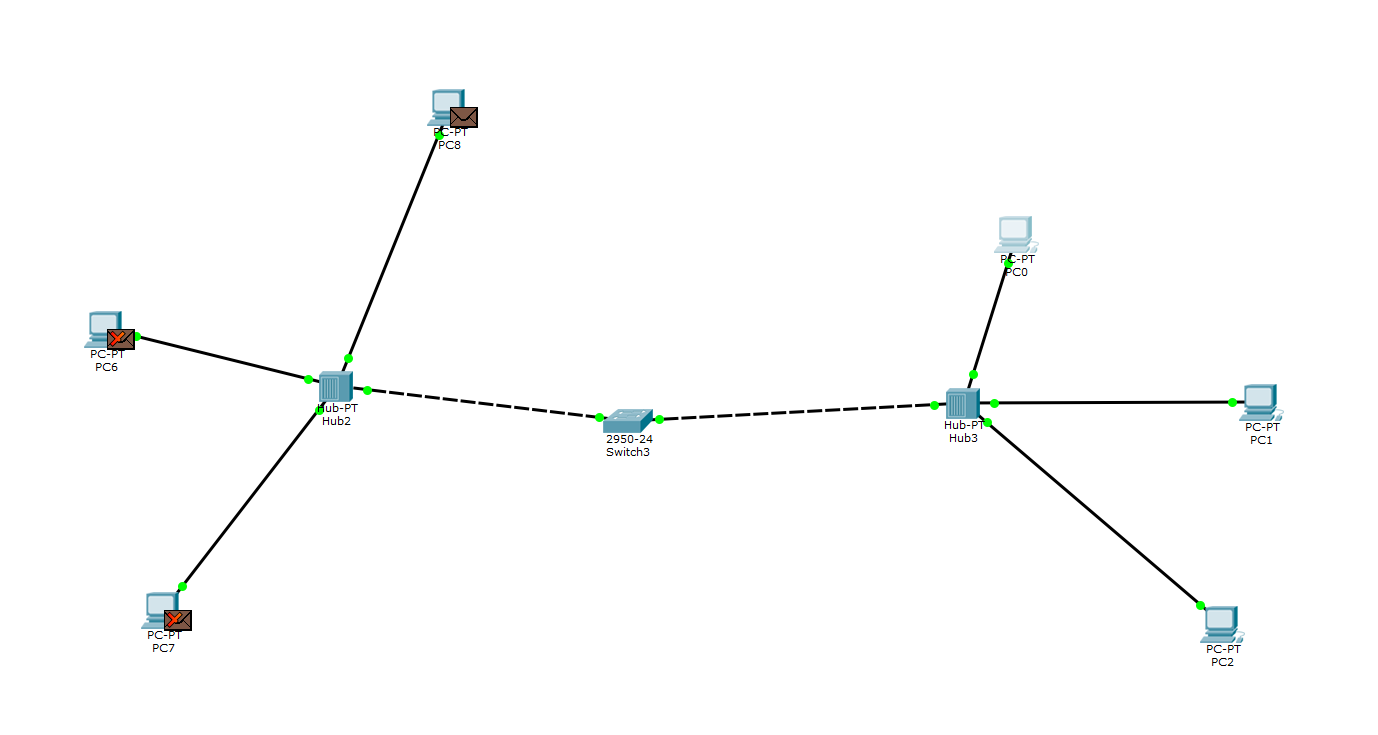 PC-PT
PC8
PC-PT
PC0
PC-PT
PC6
Hub-PT
Hub2
2950-24
Switch3
Hub-PT
Hub3
PC-PT
PC1
PC-PT
PC7
PC-PT
PC2